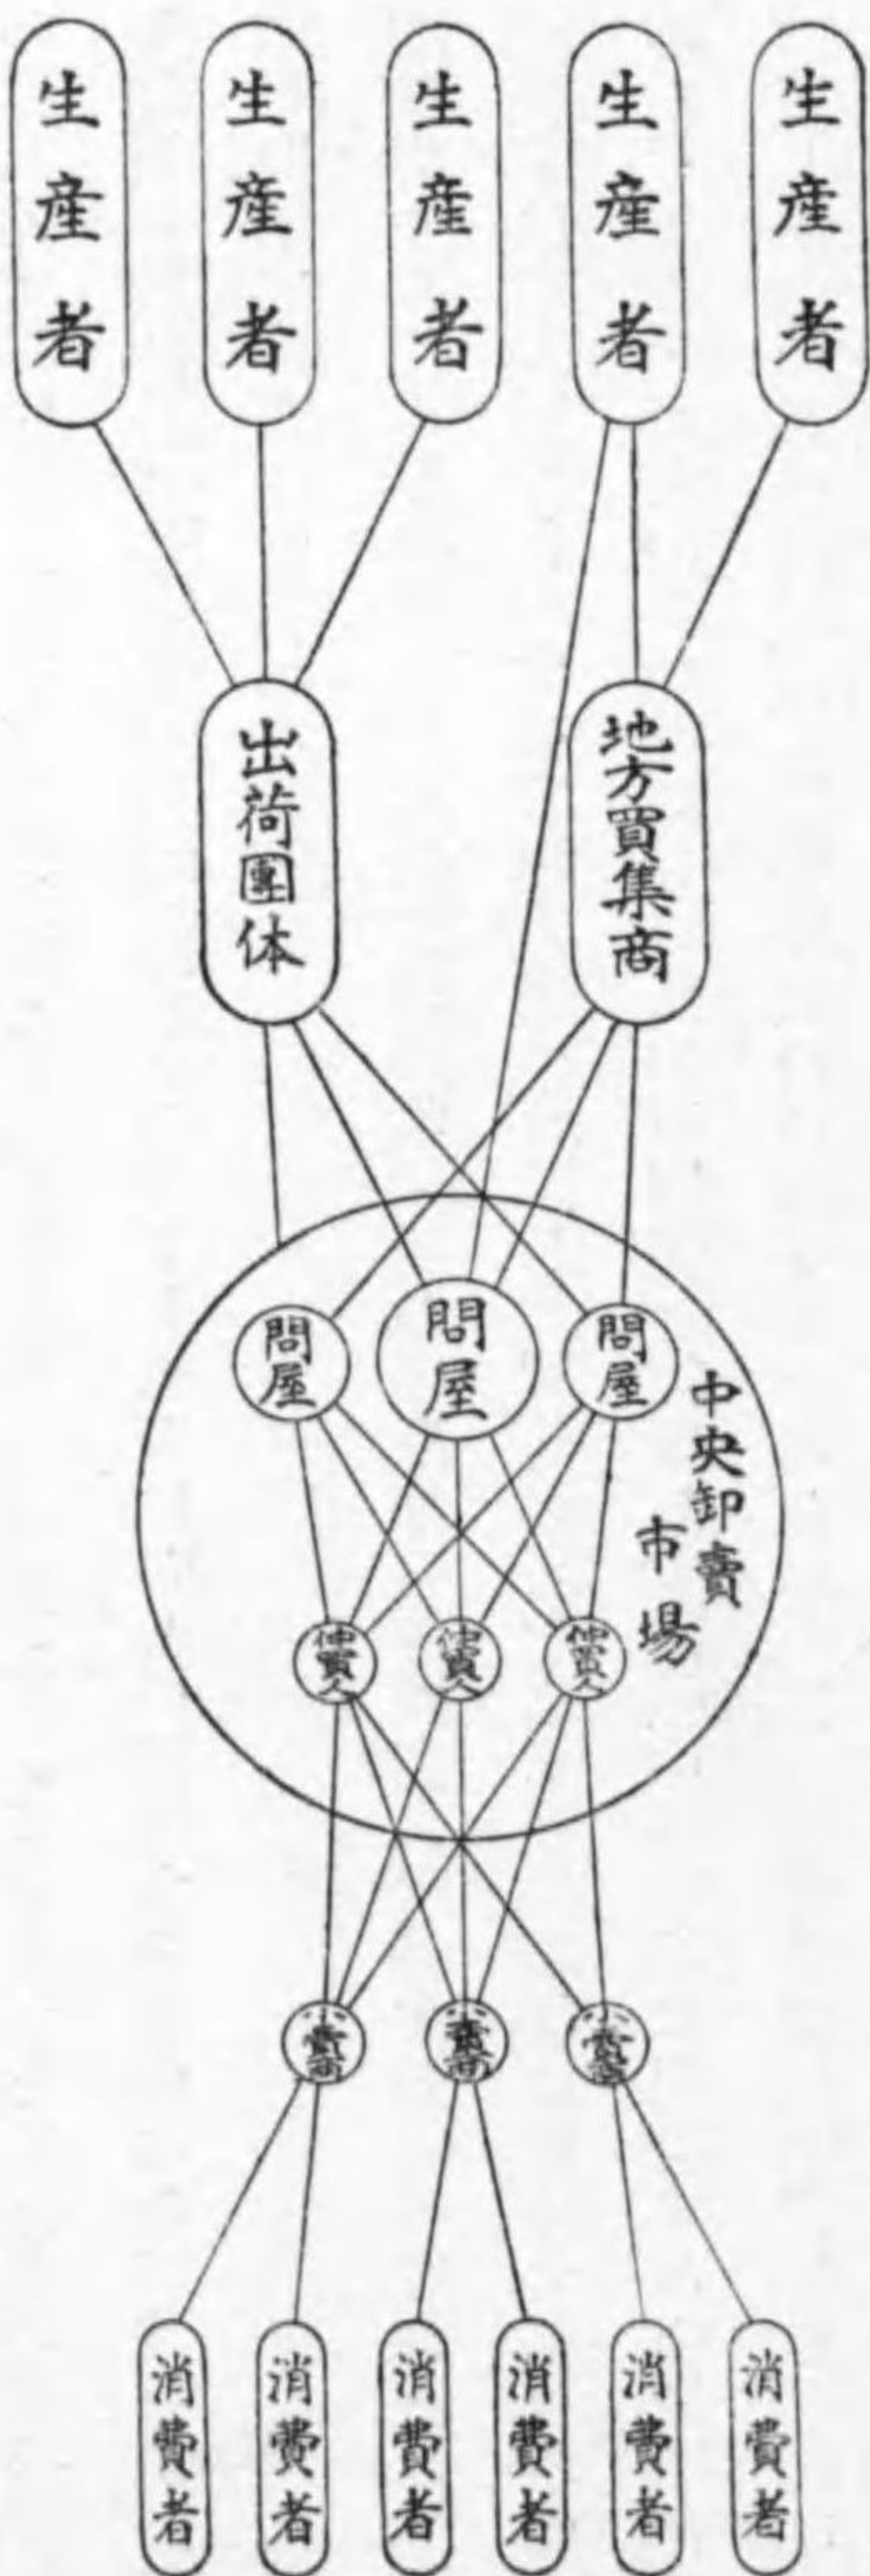 生産者
生産者
生産者
生産者
生産者
出荷團体
地方買集商
問屋
問屋
問屋
中央卸賣
市場
仲買人
仲買人
仲買人
小賣商
小賣商
小賣商
消費者
消費者
消費者
消費者
消費者
消費者